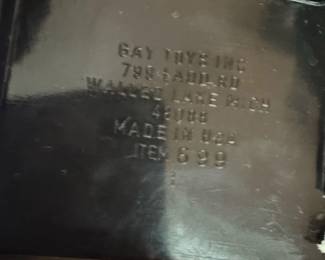 GAY TOYS INC
799 LADD RD
WALLED LAKE MICH
48088
MADE IN USA
ITEM 699